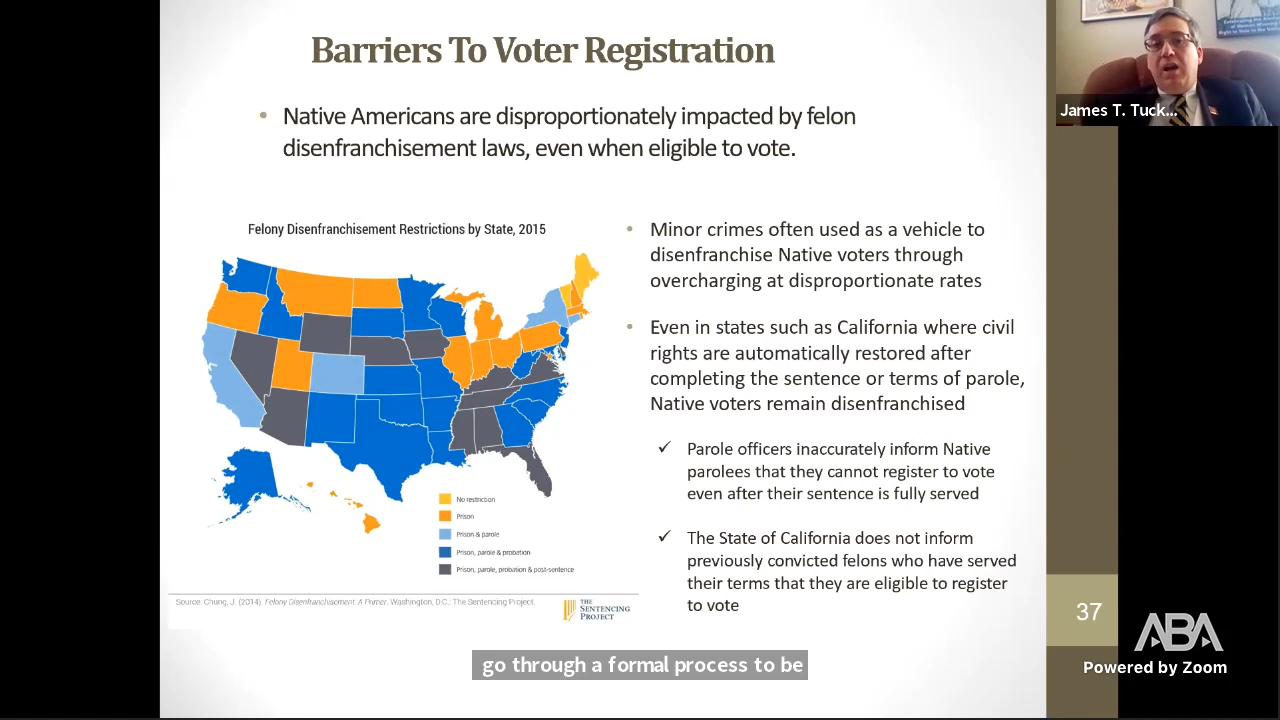 Barriers To Voter Registration
• Native Americans are disproportionately impacted by felon
disenfranchisement laws, even when eligible to vote.
Felony Disenfranchisement Restrictions by State, 2015
No restriction
Prison
Prison & parole
Prison, parole & probation
Prison, parole, probation & post-sentence
Source: Chung, J. (2014). Felony Disenfranchisement: A Primer. Washington, D.C.: The Sentencing Project.
THE
SENTENCING
PROJECT
• Minor crimes often used as a vehicle to
disenfranchise Native voters through
overcharging at disproportionate rates
• Even in states such as California where civil
rights are automatically restored after
completing the sentence or terms of parole,
Native voters remain disenfranchised
✓ Parole officers inaccurately inform Native
parolees that they cannot register to vote
even after their sentence is fully served
✓ The State of California does not inform
previously convicted felons who have served
their terms that they are eligible to register
to vote
37
go through a formal process to be
James T. Tuck...
ABA
Powered by Zoom